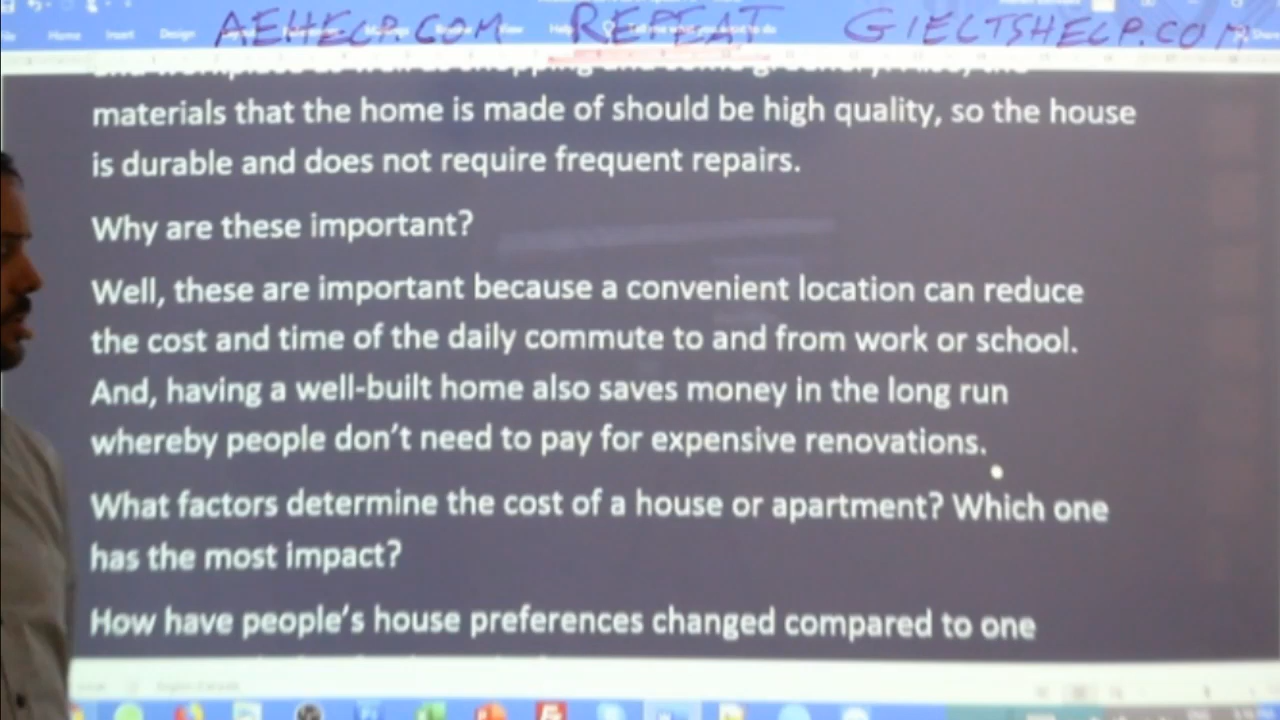 AEHELP.COM REPEAT GIELTSHELP.COM
Home Insert Design View Help
materials that the home is made of should be high quality, so the house
is durable and does not require frequent repairs.
Why are these important?
Well, these are important because a convenient location can reduce
the cost and time of the daily commute to and from work or school.
And, having a well-built home also saves money in the long run
whereby people don't need to pay for expensive renovations.
What factors determine the cost of a house or apartment? Which one
has the most impact?
How have people's house preferences changed compared to one